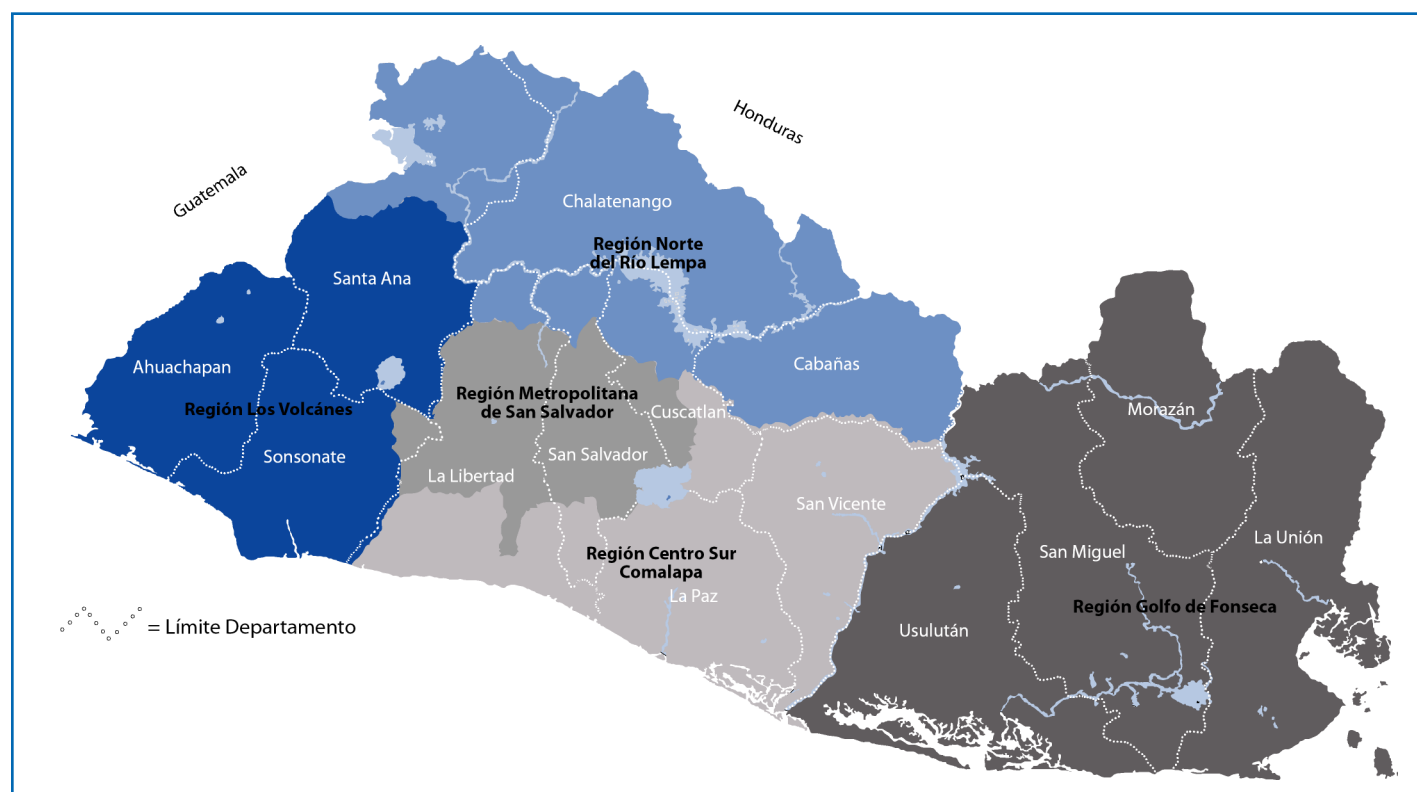 Honduras
Guatemala
Chalatenango
Región Norte
del Río Lempa
Santa Ana
Ahuachapan
Cabañas
Región Metropolitana
de San Salvador
Región Los Volcánes
Cuscatlan
Morazán
Sonsonate
San Salvador
La Libertad
San Vicente
La Unión
San Miguel
Región Centro Sur
Comalapa
La Paz
Región Golfo de Fonseca
Usulután
= Límite Departamento